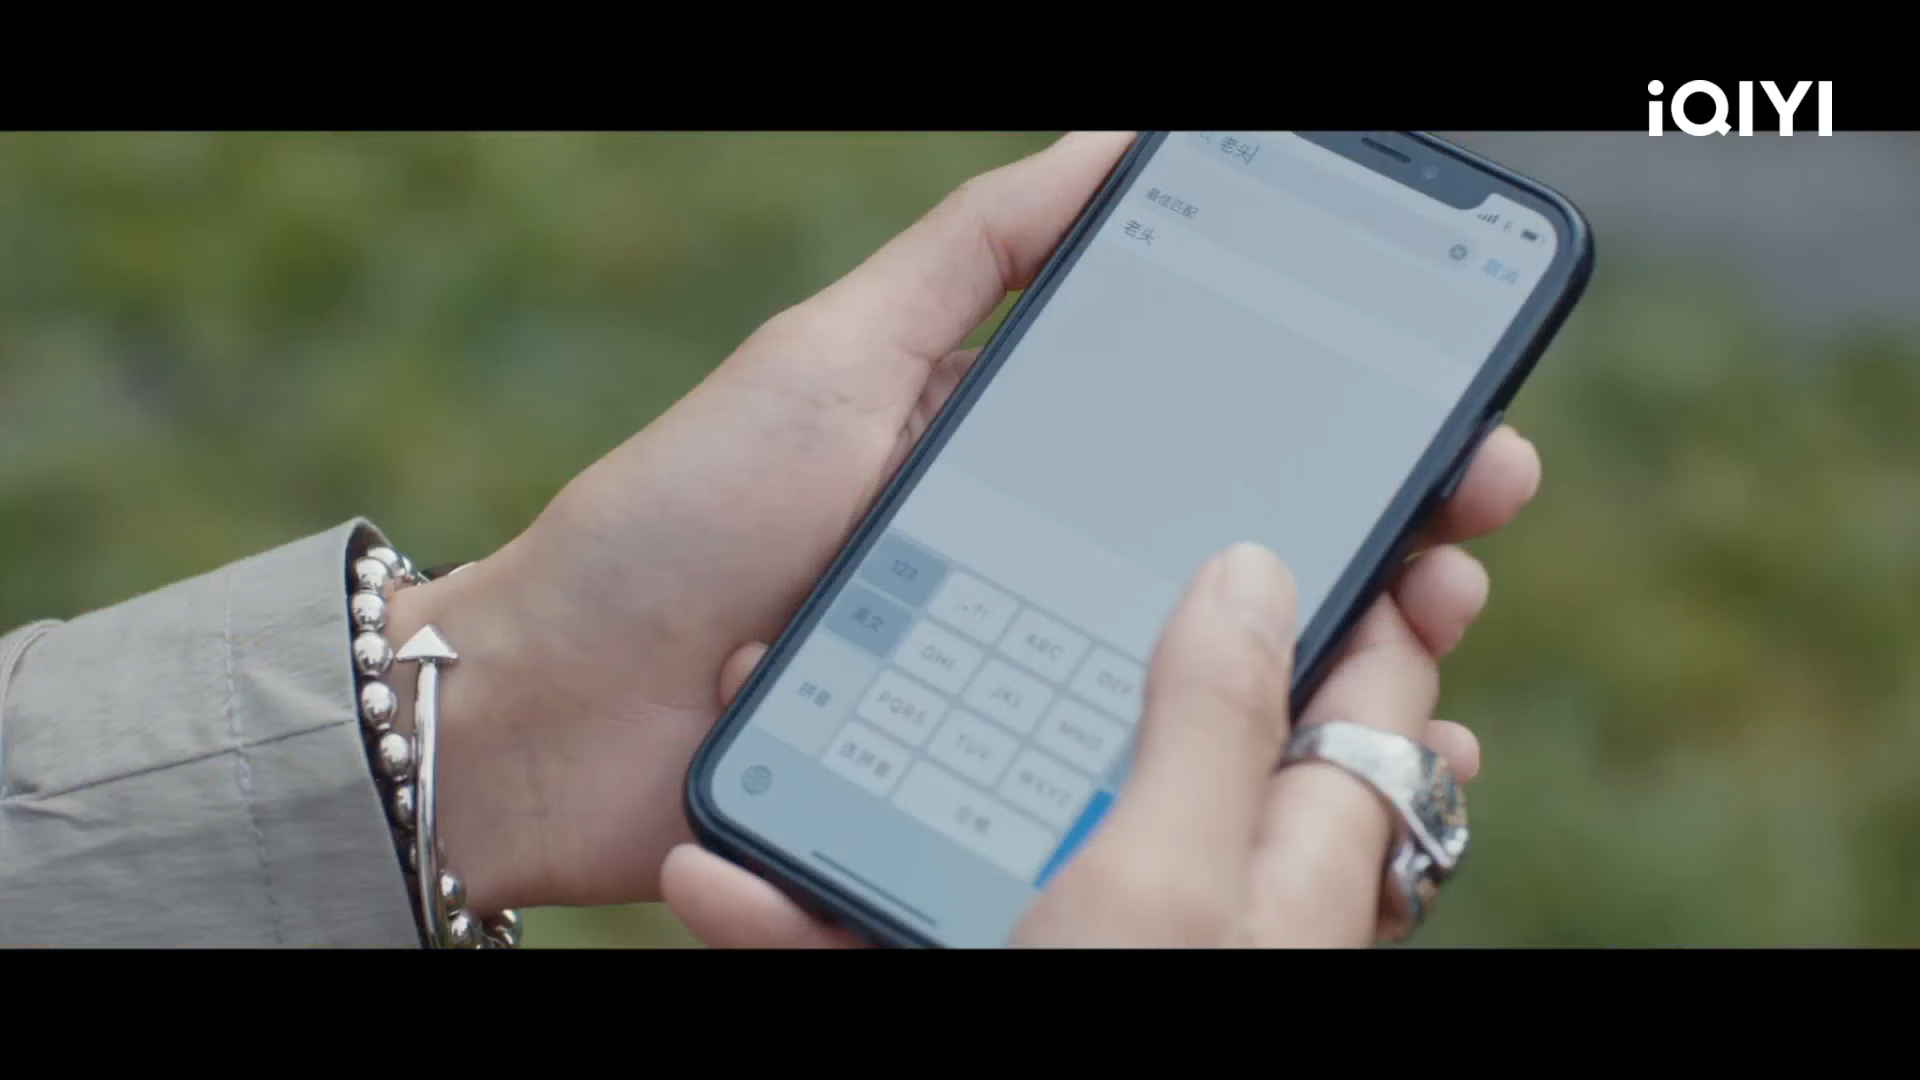 iQIYI
老头
取消
最佳匹配
老头
123
.,?!
ABC
DEF
英文
GHI
JKL
MNO
拼音
PQRS
TUV
WXYZ
选拼音
空格